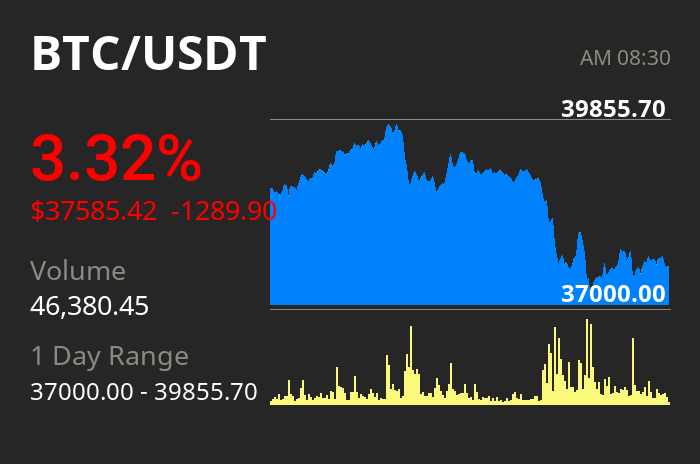 BTC/USDT
AM 08:30
39855.70
3.32%
$37585.42 -1289.90
Volume
46,380.45
37000.00
1 Day Range
37000.00 - 39855.70